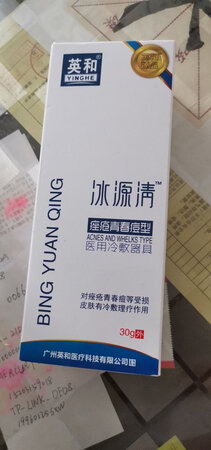 英和
YINGHE
BING YUAN QING
冰源清™
痤疮青春痘型
ACNES AND WHELKS TYPE
医用冷敷器具
对痤疮青春痘等受损
皮肤有冷敷理疗作用
30g
广州英和医疗科技有限公司
TP-LINK_DFD8